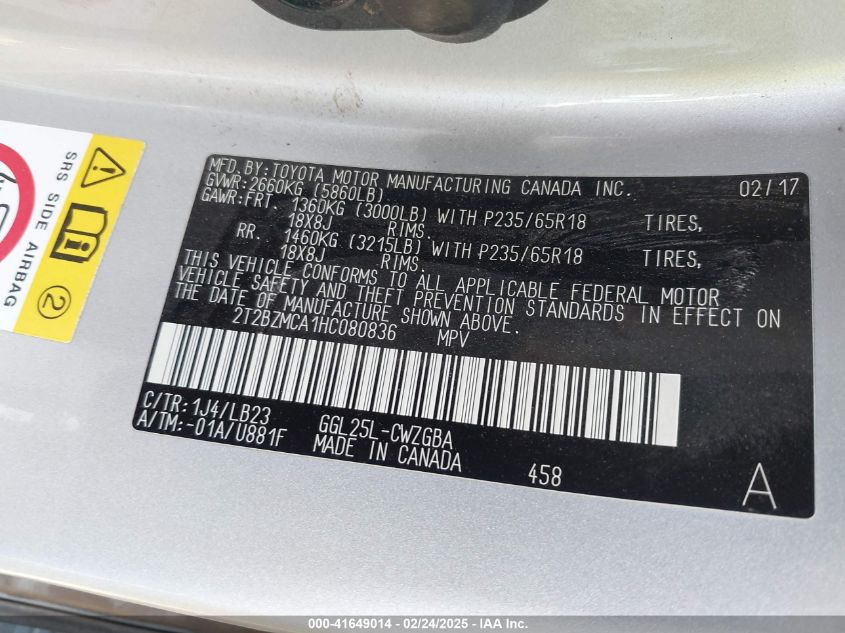 MFD.BY:TOYOTA MOTOR MANUFACTURING CANADA INC. 02/17
GVWR:2660KG (5860LB)
GAWR:FRT. 1360KG (3000LB) WITH P235/65R18 TIRES,
18X8J RIMS.
RR. 1460KG (3215LB) WITH P235/65R18 TIRES,
18X8J RIMS.
THIS VEHICLE CONFORMS TO ALL APPLICABLE FEDERAL MOTOR
VEHICLE SAFETY AND THEFT PREVENTION STANDARDS IN EFFECT ON
THE DATE OF MANUFACTURE SHOWN ABOVE.
2T2BZMCA1HC080836 MPV
C/TR:1J4/LB23
A/TM:-01A/U881F
GGL25L-CWZGBA
MADE IN CANADA
458
A
SRS SIDE AIRBAG
2
000-41649014 - 02/24/2025 - IAA Inc.